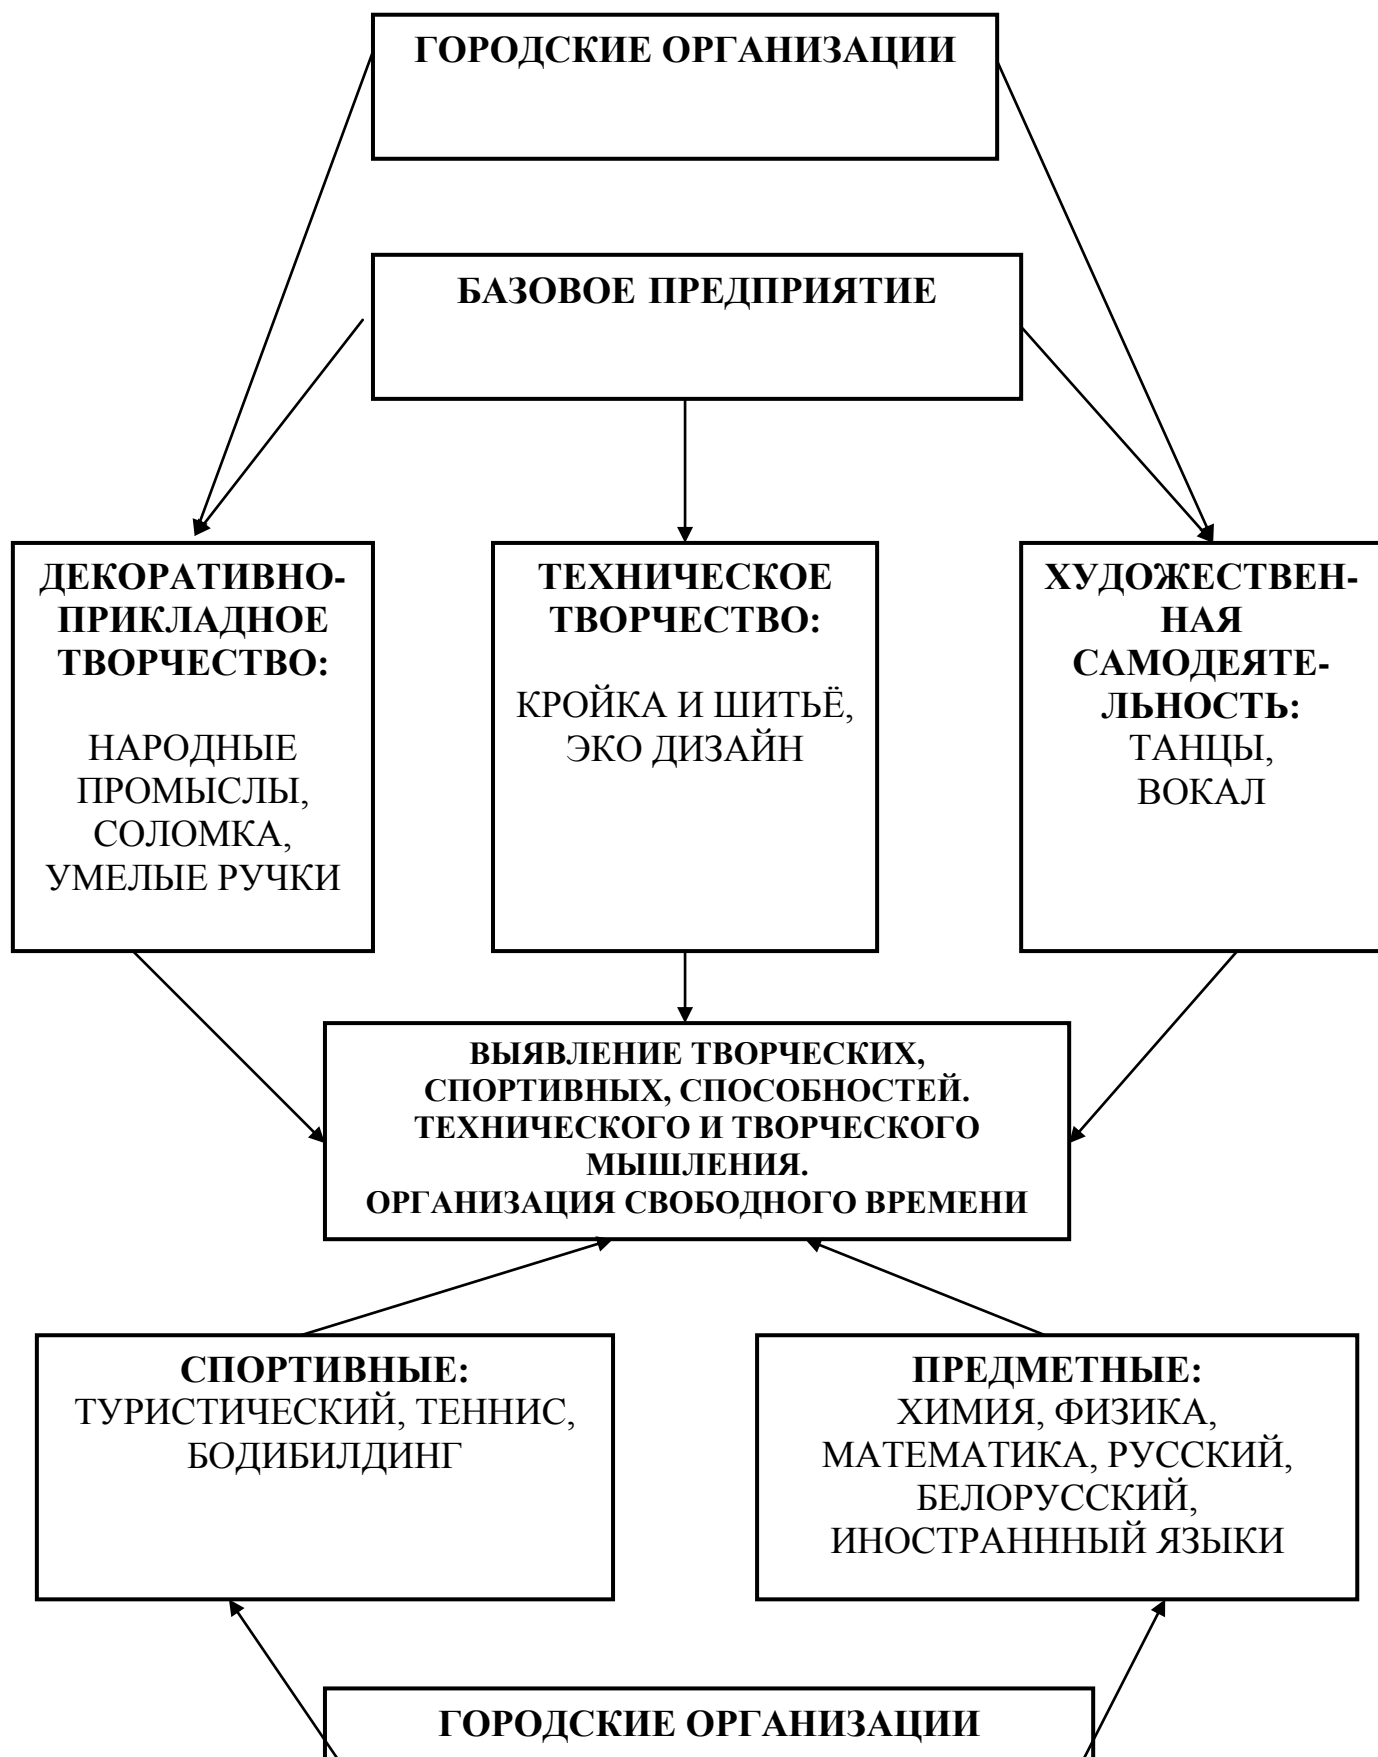 ГОРОДСКИЕ ОРГАНИЗАЦИИ
БАЗОВОЕ ПРЕДПРИЯТИЕ
ДЕКОРАТИВНО-
ПРИКЛАДНОЕ
ТВОРЧЕСТВО:
НАРОДНЫЕ
ПРОМЫСЛЫ,
СОЛОМКА,
УМЕЛЫЕ РУЧКИ
ТЕХНИЧЕСКОЕ
ТВОРЧЕСТВО:
КРОЙКА И ШИТЬЁ,
ЭКО ДИЗАЙН
ХУДОЖЕСТВЕН-
НАЯ
САМОДЕЯТЕ-
ЛЬНОСТЬ:
ТАНЦЫ,
ВОКАЛ
ВЫЯВЛЕНИЕ ТВОРЧЕСКИХ,
СПОРТИВНЫХ, СПОСОБНОСТЕЙ.
ТЕХНИЧЕСКОГО И ТВОРЧЕСКОГО
МЫШЛЕНИЯ.
ОРГАНИЗАЦИЯ СВОБОДНОГО ВРЕМЕНИ
СПОРТИВНЫЕ:
ТУРИСТИЧЕСКИЙ, ТЕННИС,
БОДИБИЛДИНГ
ПРЕДМЕТНЫЕ:
ХИМИЯ, ФИЗИКА,
МАТЕМАТИКА, РУССКИЙ,
БЕЛОРУССКИЙ,
ИНОСТРАНННЫЙ ЯЗЫКИ
ГОРОДСКИЕ ОРГАНИЗАЦИИ